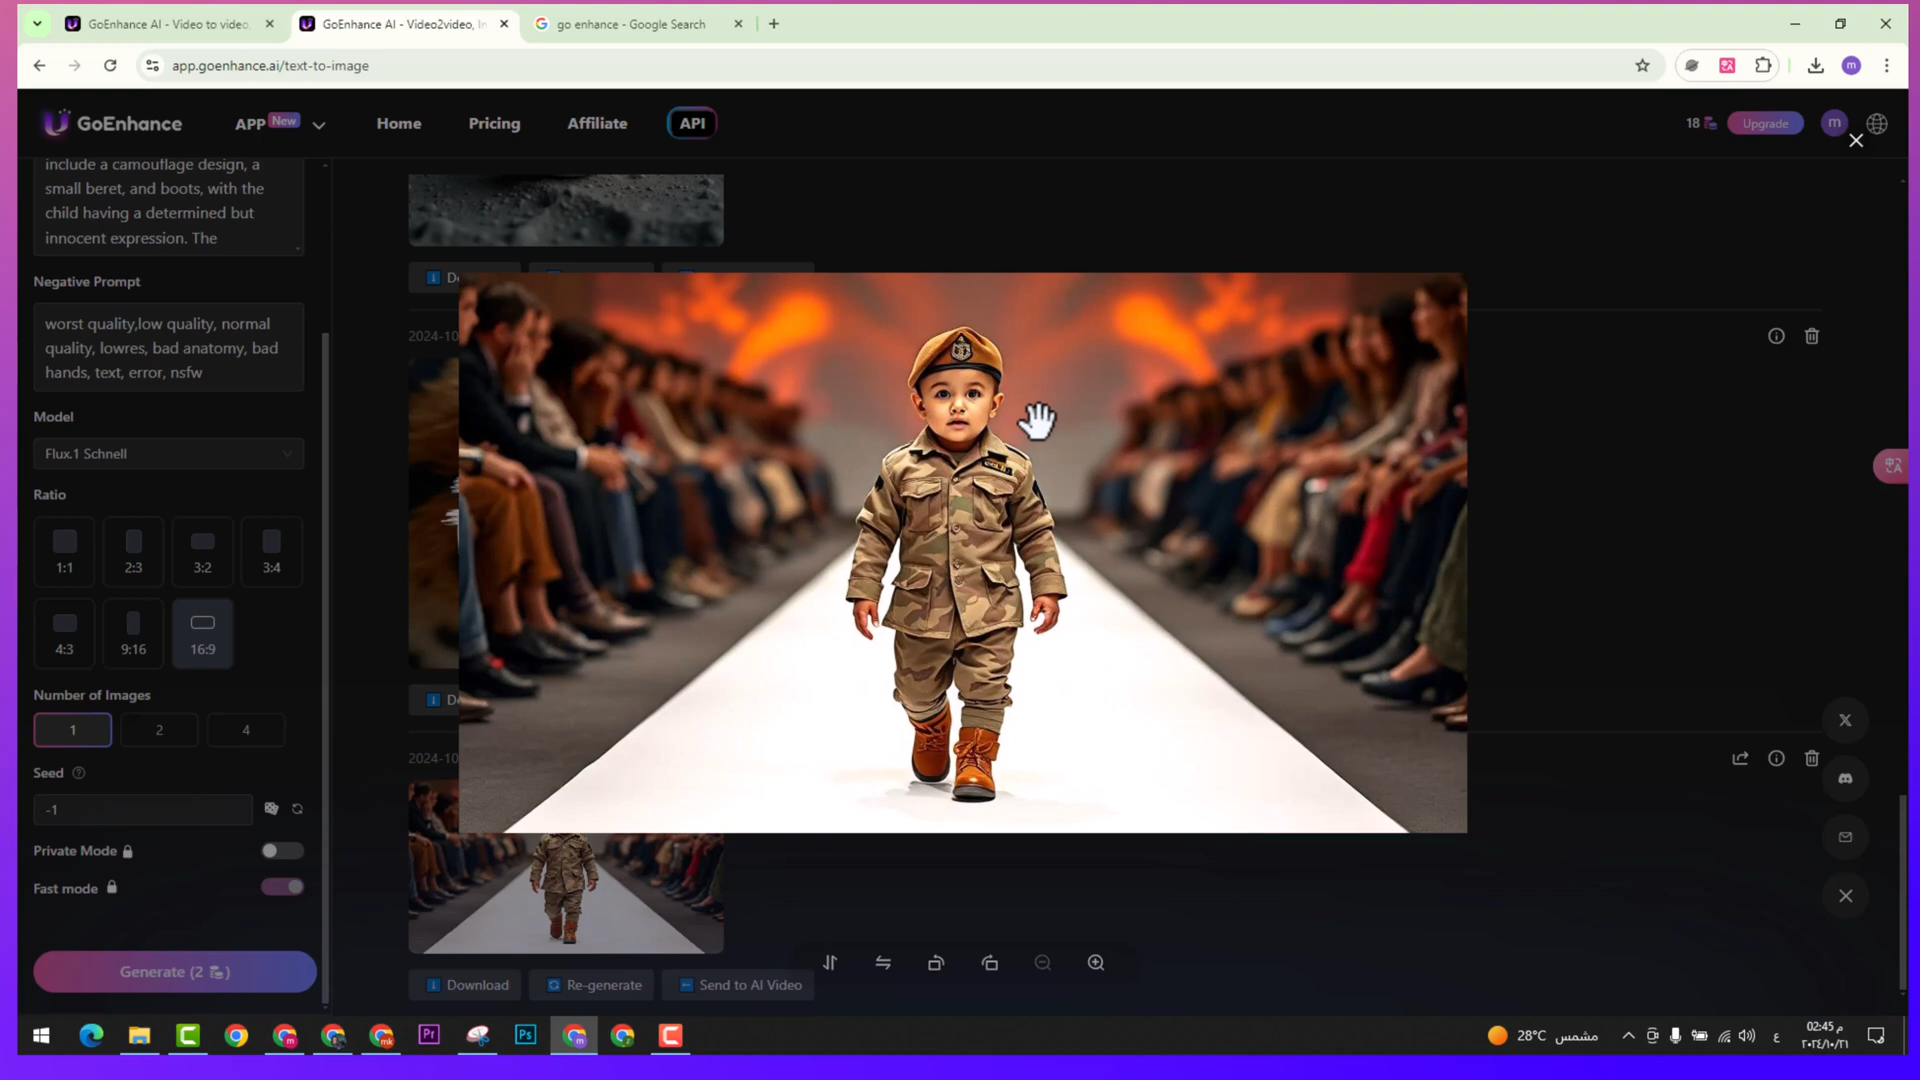 GoEnhance AI - Video to video,
GoEnhance AI - Video2video, In
go enhance - Google Search
app.goenhance.ai/text-to-image
m
GoEnhance
APP New
Home
Pricing
Affiliate
API
18
Upgrade
m
include a camouflage design, a
small beret, and boots, with the
child having a determined but
innocent expression. The
Negative Prompt
worst quality,low quality, normal
quality, lowres, bad anatomy, bad
hands, text, error, nsfw
Model
Flux.1 Schnell
Ratio
1:1
2:3
3:2
3:4
4:3
9:16
16:9
Number of Images
1
2
4
Seed
-1
Private Mode
Fast mode
Generate (2
2024-10
2024-10
Download
Re-generate
Send to AI Video
28°C مشمس
ع
02:45 م
٢٠٢٤/١٠/٢١